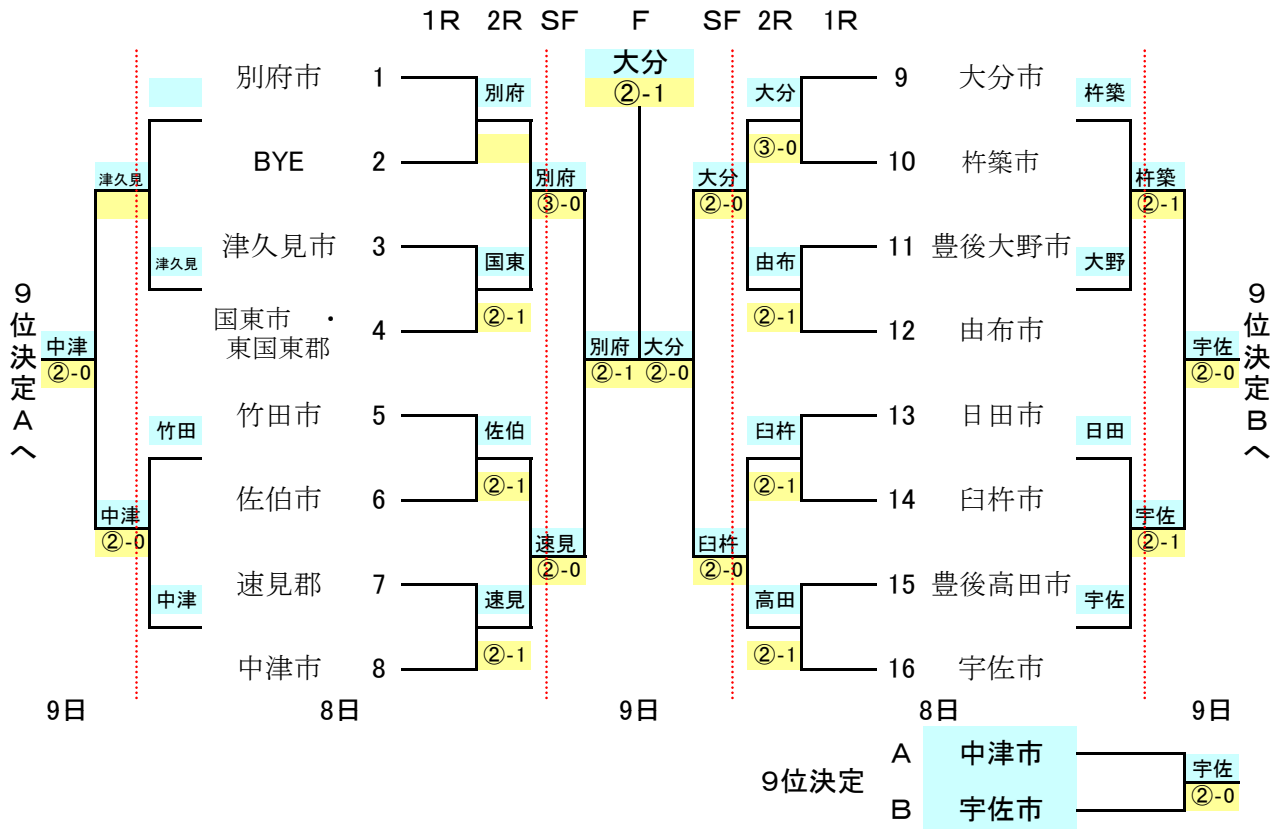 1R 2R SF F SF 2R 1R
大分
②-1
別府市 1
別府
BYE 2
津久見
別府
③-0
津久見市 3
津久見
国東
②-1
国東市 ・
東国東郡
4
9位決定Aへ
中津
②-0
別府 大分
②-1 ②-0
竹田市 5
竹田
佐伯
②-1
佐伯市 6
中津
②-0
速見
②-0
速見郡 7
中津
速見
②-1
中津市 8
大分
③-0
9 大分市
杵築
10 杵築市
大分
②-0
杵築
②-1
11 豊後大野市
由布
②-1
大野
12 由布市
宇佐
②-0
9位決定Bへ
13 日田市
臼杵
②-1
日田
14 臼杵市
臼杵
②-0
宇佐
②-1
15 豊後高田市
高田
②-1
宇佐
16 宇佐市
9日 8日 9日 8日 9日
9位決定
A 中津市
B 宇佐市
宇佐
②-0